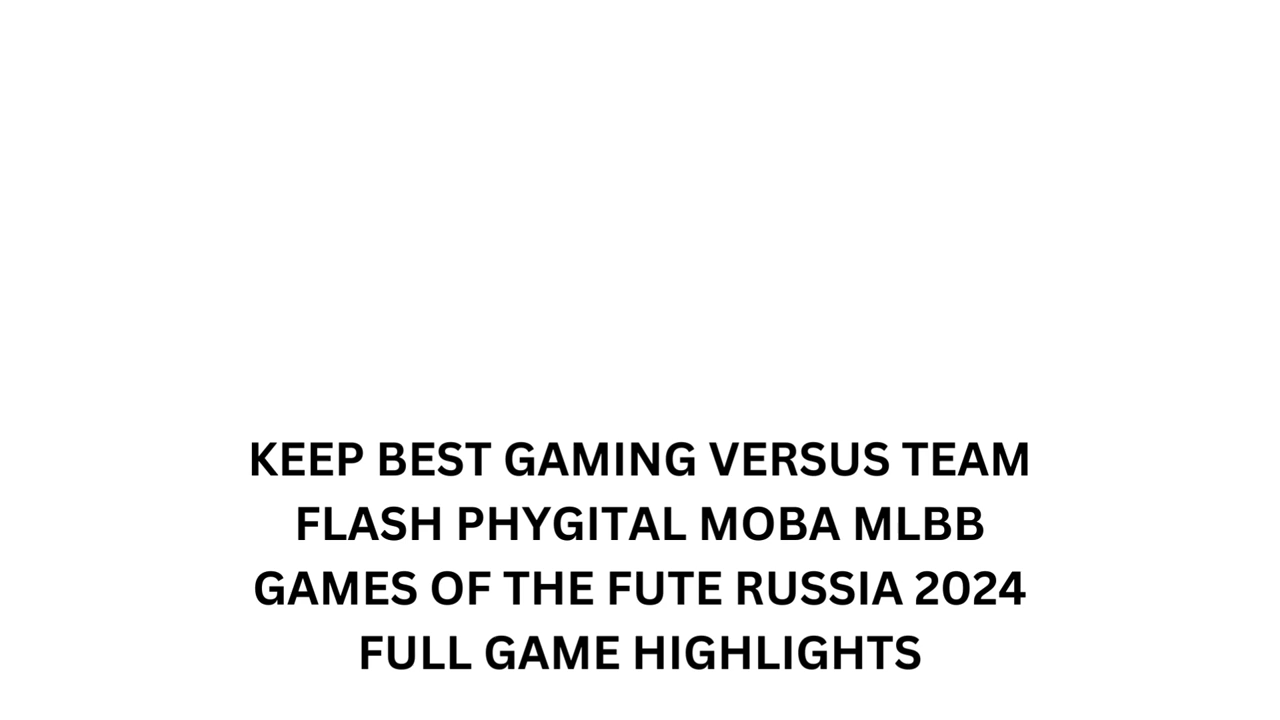 KEEP BEST GAMING VERSUS TEAM
FLASH PHYGITAL MOBA MLBB
GAMES OF THE FUTE RUSSIA 2024
FULL GAME HIGHLIGHTS